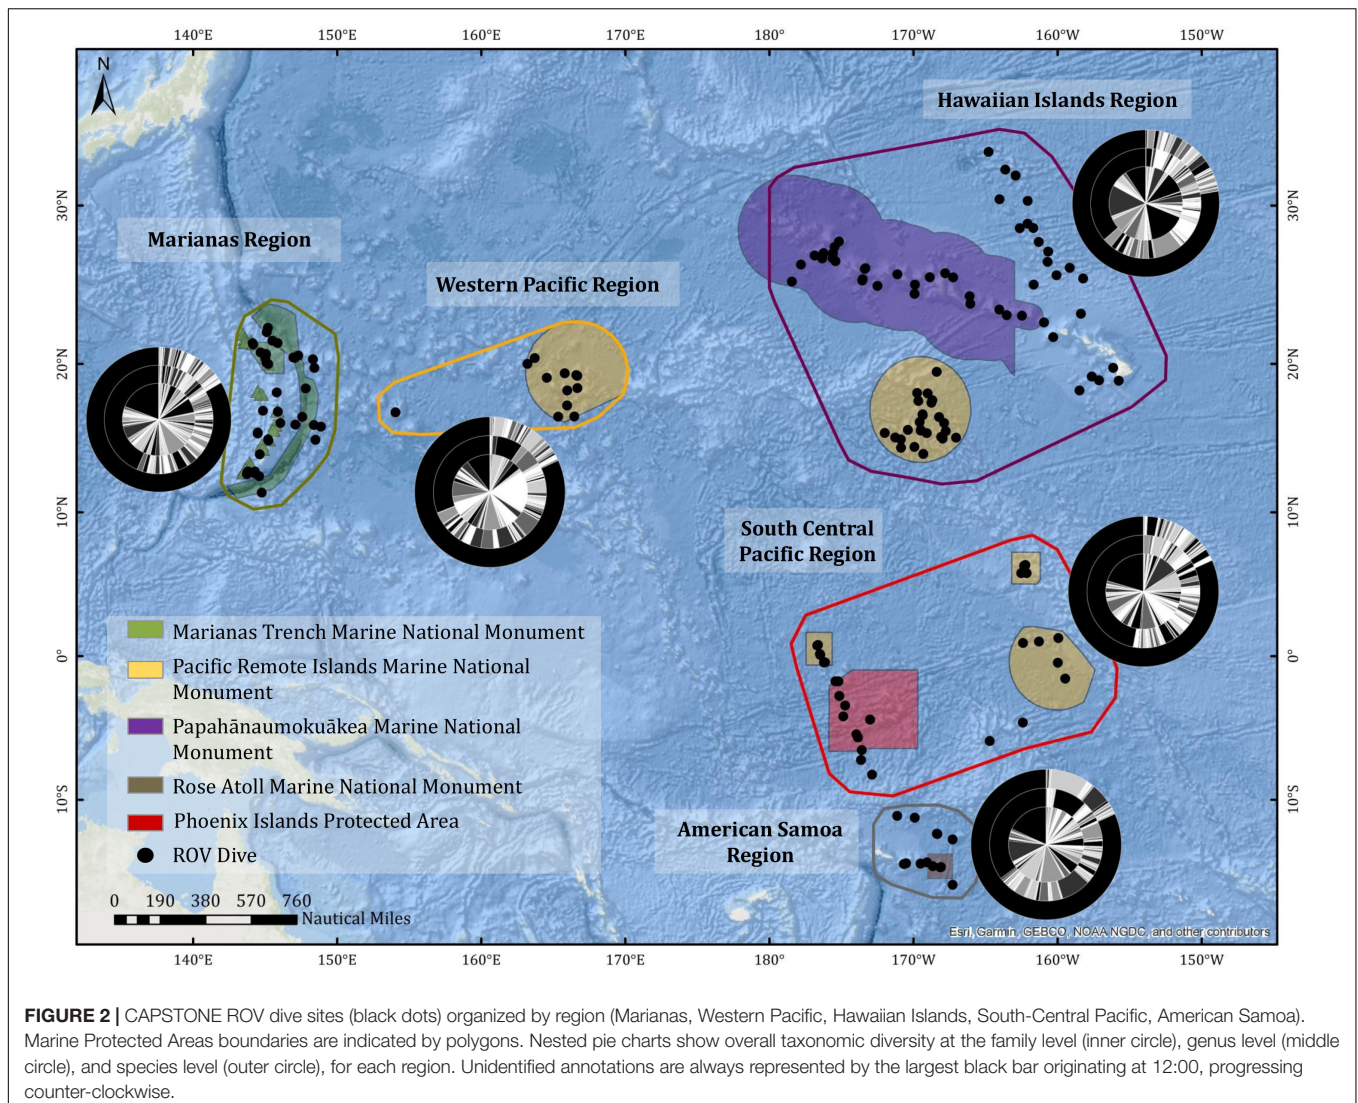 140°E 150°E 160°E 170°E 180° 170°W 160°W 150°W
N
Hawaiian Islands Region
30°N
30°N
Marianas Region
Western Pacific Region
20°N
20°N
10°N
10°N
South Central
Pacific Region
Marianas Trench Marine National Monument
Pacific Remote Islands Marine National
Monument
Papahānaumokuākea Marine National
Monument
Rose Atoll Marine National Monument
Phoenix Islands Protected Area
ROV Dive
0°
0°
10°S
10°S
American Samoa
Region
0 190 380 570 760
Nautical Miles
Esri, Garmin, GEBCO, NOAA NGDC, and other contributors
140°E 150°E 160°E 170°E 180° 170°W 160°W 150°W
FIGURE 2 | CAPSTONE ROV dive sites (black dots) organized by region (Marianas, Western Pacific, Hawaiian Islands, South-Central Pacific, American Samoa).
Marine Protected Areas boundaries are indicated by polygons. Nested pie charts show overall taxonomic diversity at the family level (inner circle), genus level (middle
circle), and species level (outer circle), for each region. Unidentified annotations are always represented by the largest black bar originating at 12:00, progressing
counter-clockwise.